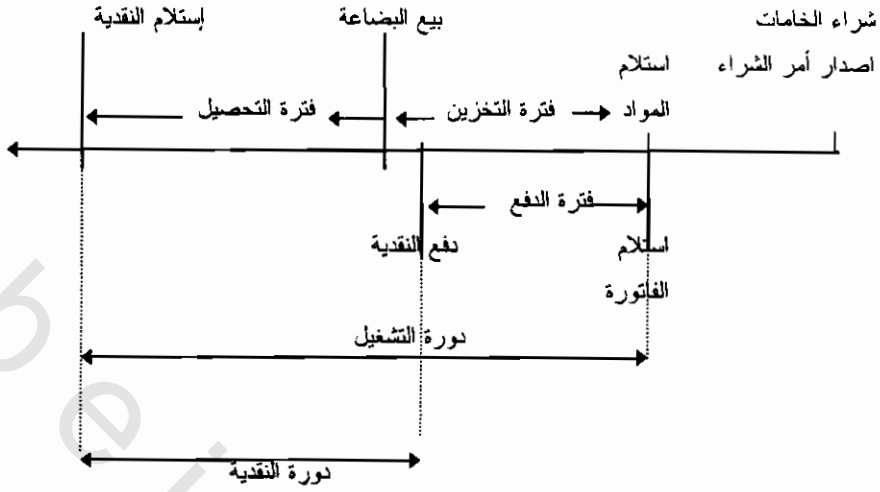 شراء الخامات
بيع البضاعة
إستلام النقدية
اصدار أمر الشراء
استلام
المواد
فترة التخزين
فترة التحصيل
فترة الدفع
استلام
الفاتورة
دفع النقدية
دورة التشغيل
دورة النقدية